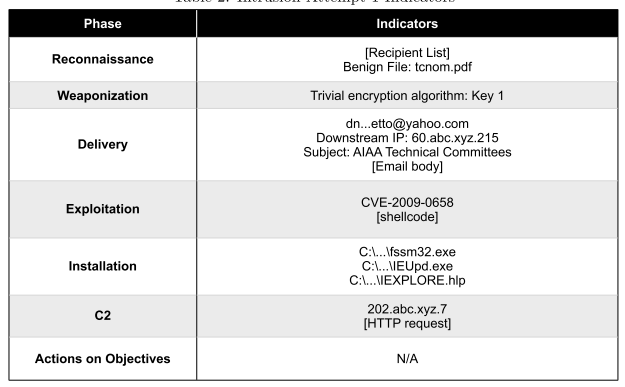 Table 2: Intrusion Attempt 1 Indicators
Phase
Indicators
Reconnaissance
[Recipient List]
Benign File: tcnom.pdf
Weaponization
Trivial encryption algorithm: Key 1
Delivery
dn...etto@yahoo.com
Downstream IP: 60.abc.xyz.215
Subject: AIAA Technical Committees
[Email body]
Exploitation
CVE-2009-0658
[shellcode]
Installation
C:\...\fssm32.exe
C:\...\IEUpd.exe
C:\...\IEXPLORE.hlp
C2
202.abc.xyz.7
[HTTP request]
Actions on Objectives
N/A